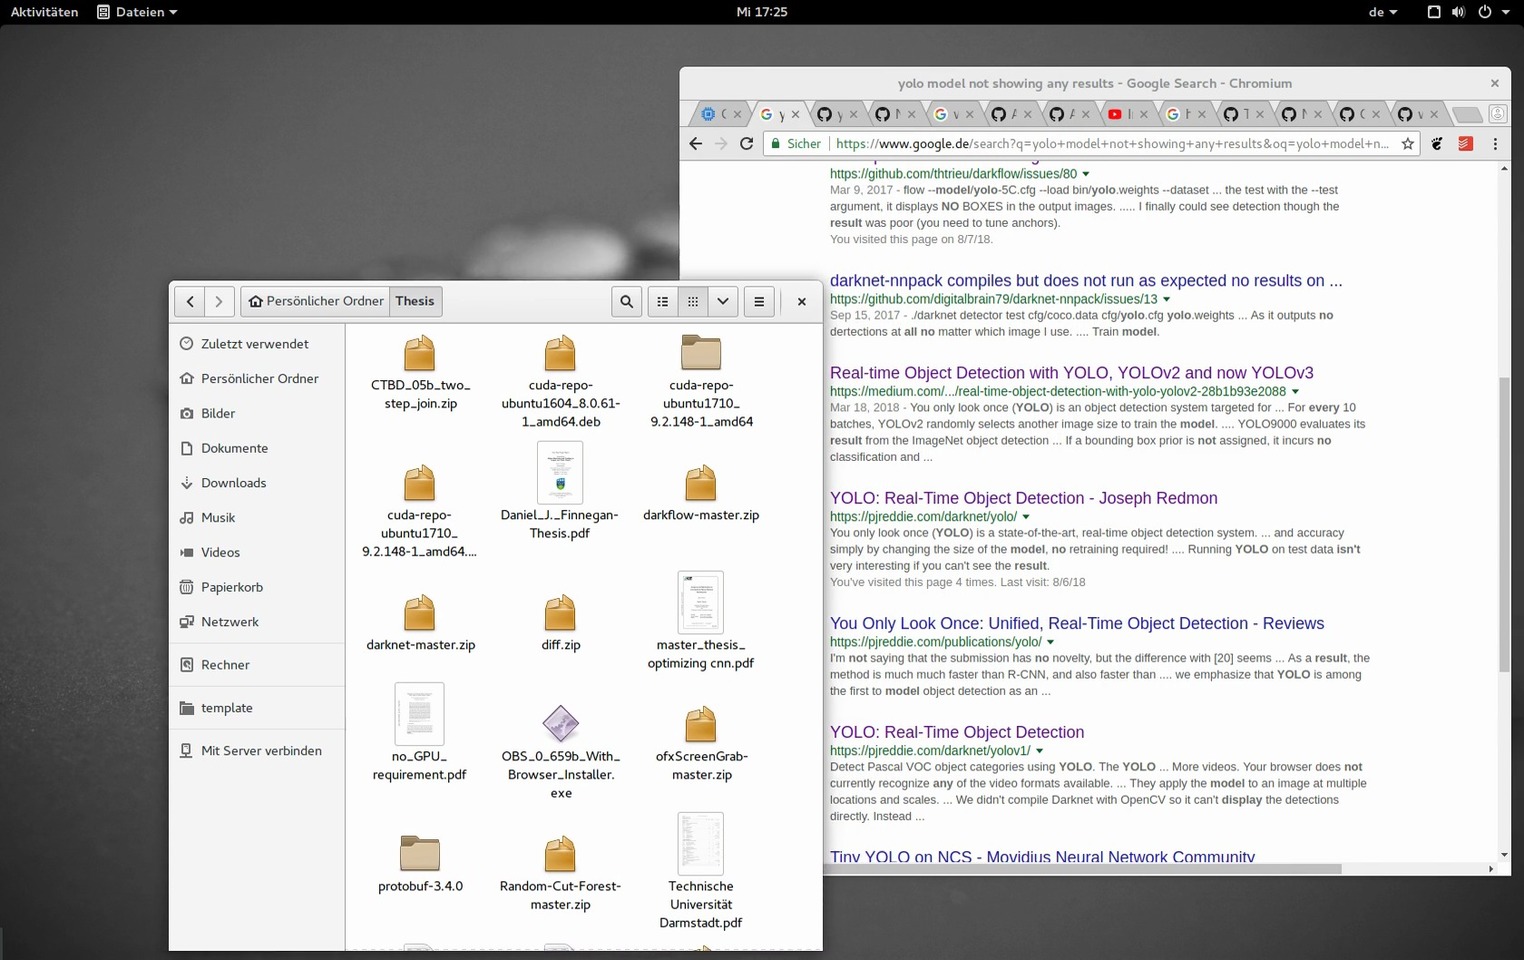 Aktivitäten
Dateien
Mi 17:25
de
yolo model not showing any results - Google Search - Chromium
Sicher
https://www.google.de/search?q=yolo+model+not+showing+any+results&oq=yolo+model+n...
https://github.com/thtrieu/darkflow/issues/80
Mar 9, 2017 - flow --model/yolo-5C.cfg --load bin/yolo.weights --dataset ... the test with the --test
argument, it displays NO BOXES in the output images. ..... I finally could see detection though the
result was poor (you need to tune anchors).
You visited this page on 8/7/18.
darknet-nnpack compiles but does not run as expected no results on ...
https://github.com/digitalbrain79/darknet-nnpack/issues/13
Sep 15, 2017 - ./darknet detector test cfg/coco.data cfg/yolo.cfg yolo.weights ... As it outputs no
dertections at all no matter which image I use. .... Train model.
Real-time Object Detection with YOLO, YOLOv2 and now YOLOv3
https://medium.com/.../real-time-object-detection-with-yolo-yolov2-28b1b93e2088
Mar 18, 2018 - You only look once (YOLO) is an object detection system targeted for ... For every 10
batches, YOLOv2 randomly selects another image size to train the model. .... YOLO9000 evaluates its
result from the ImageNet object detection ... If a bounding box prior is not assigned, it incurs no
classification and ...
YOLO: Real-Time Object Detection - Joseph Redmon
https://pjreddie.com/darknet/yolo/
You only look once (YOLO) is a state-of-the-art, real-time object detection system. ... and accuracy
simply by changing the size of the model, no retraining required! .... Running YOLO on test data isn't
very interesting if you can't see the result.
You've visited this page 4 times. Last visit: 8/6/18
You Only Look Once: Unified, Real-Time Object Detection - Reviews
https://pjreddie.com/publications/yolo/
I'm not saying that the submission has no novelty, but the difference with [20] seems ... As a result, the
method is much much faster than R-CNN, and also faster than .... we emphasize that YOLO is among
the first to model object detection as an ...
YOLO: Real-Time Object Detection
https://pjreddie.com/darknet/yolov1/
Detect Pascal VOC object categories using YOLO. The YOLO ... More videos. Your browser does not
currently recognize any of the video formats available. ... They apply the model to an image at multiple
locations and scales. ... We didn't compile Darknet with OpenCV so it can't display the detections
directly. Instead ...
Tiny YOLO on NCS - Movidius Neural Network Community
Persönlicher Ordner
Thesis
Zuletzt verwendet
Persönlicher Ordner
Bilder
Dokumente
Downloads
Musik
Videos
Papierkorb
Netzwerk
Rechner
template
Mit Server verbinden
CTBD_05b_two_
step_join.zip
cuda-repo-
ubuntu1604_8.0.61-
1_amd64.deb
cuda-repo-
ubuntu1710_
9.2.148-1_amd64
cuda-repo-
ubuntu1710_
9.2.148-1_amd64....
Daniel_J._Finnegan-
Thesis.pdf
darkflow-master.zip
darknet-master.zip
diff.zip
master_thesis_
optimizing cnn.pdf
no_GPU_
requirement.pdf
OBS_0_659b_With_
Browser_Installer.
exe
ofxScreenGrab-
master.zip
protobuf-3.4.0
Random-Cut-Forest-
master.zip
Technische
Universität
Darmstadt.pdf